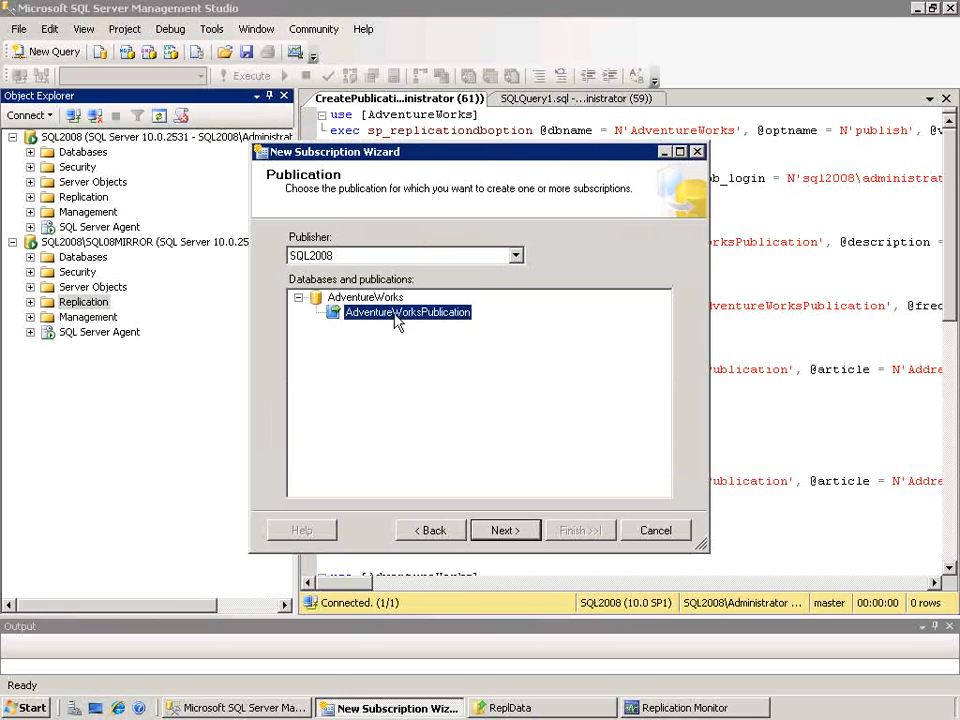 Microsoft SQL Server Management Studio
File Edit View Project Debug Tools Window Community Help
New Query
Execute
Object Explorer
CreatePublicati...inistrator (61))
SQLQuery1.sql -...inistrator (59))
Connect
use [AdventureWorks]
exec sp_replicationdboption @dbname = N'AdventureWorks', @optname = N'publish', @v
SQL2008 (SQL Server 10.0.2531 - SQL2008\Administrat
Databases
Security
Server Objects
Replication
Management
SQL Server Agent
SQL2008\SQL08MIRROR (SQL Server 10.0.25
Databases
Security
Server Objects
Replication
Management
SQL Server Agent
New Subscription Wizard
Publication
Choose the publication for which you want to create one or more subscriptions.
Publisher:
SQL2008
Databases and publications:
AdventureWorks
AdventureWorksPublication
Help
< Back
Next >
Finish >>|
Cancel
ob_login = N'sql2008\administrat
rksPublication', @description =
dventureWorksPublication', @freq
ublication', @article = N'Addr
ublication', @article = N'Addre
Connected. (1/1)
SQL2008 (10.0 SP1)
SQL2008\Administrator ...
master
00:00:00
0 rows
Output
Ready
Start
Microsoft SQL Server Ma...
New Subscription Wiz...
ReplData
Replication Monitor